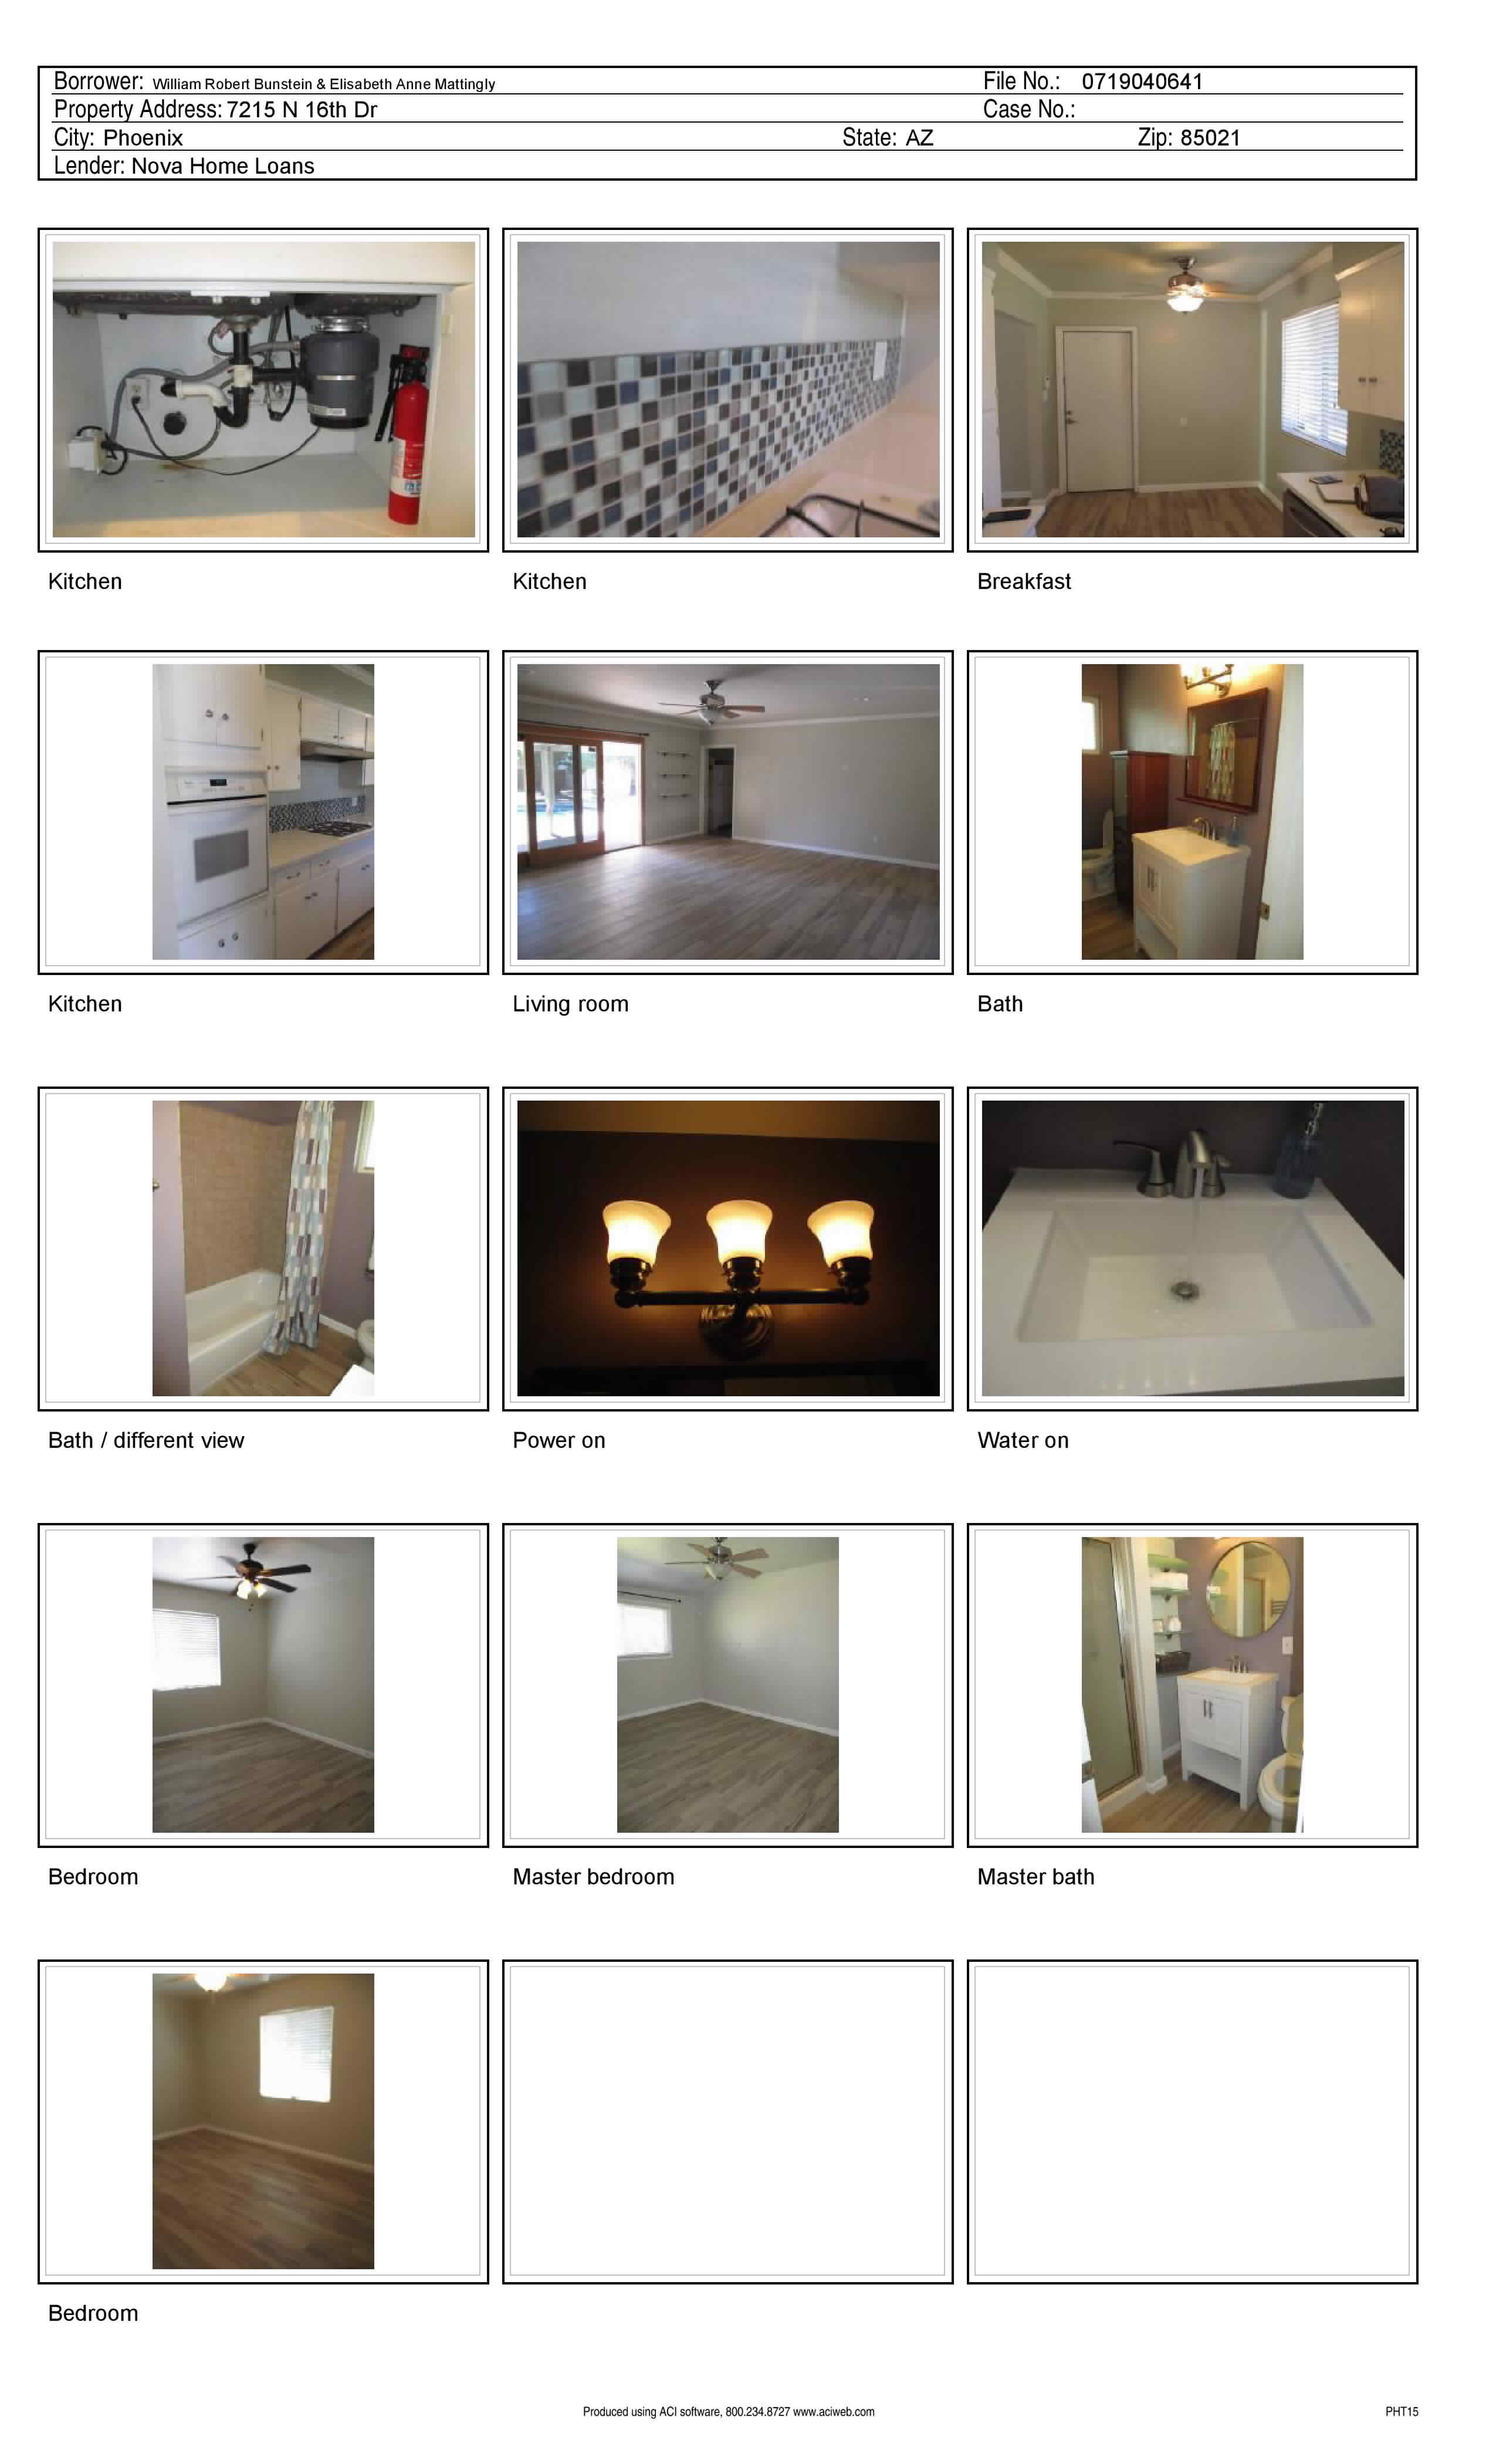 Borrower: William Robert Bunstein & Elisabeth Anne Mattingly File No.: 0719040641
Property Address: 7215 N 16th Dr Case No.:
City: Phoenix State: AZ Zip: 85021
Lender: Nova Home Loans
Kitchen Kitchen Breakfast
Kitchen Living room Bath
Bath / different view Power on Water on
Bedroom Master bedroom Master bath
Bedroom
Produced using ACI software, 800.234.8727 www.aciweb.com PHT15